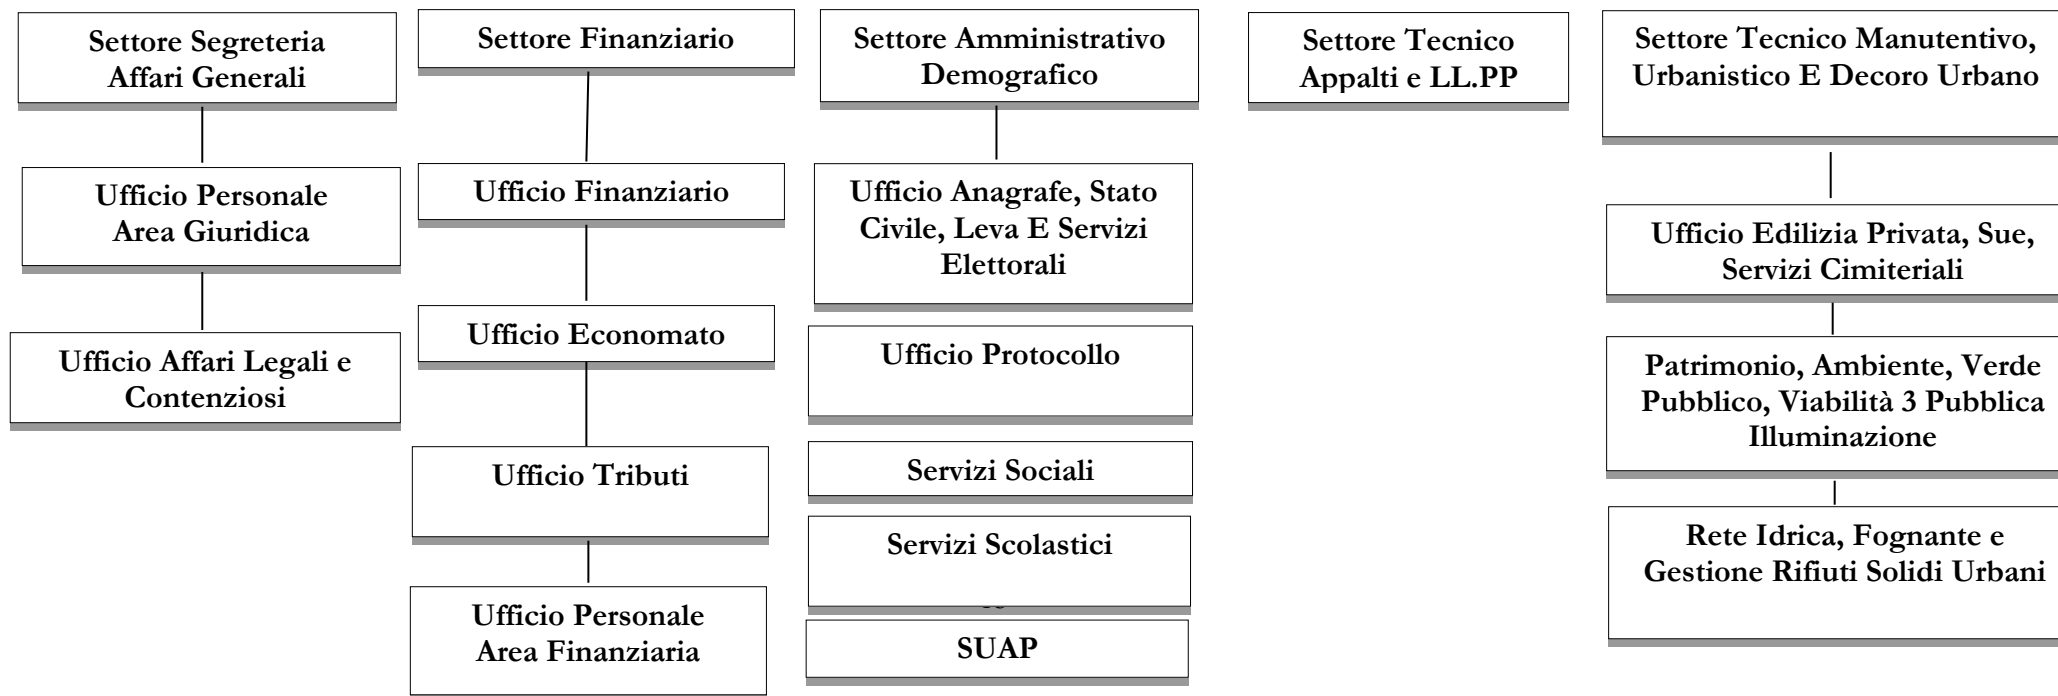 Settore Segreteria
Affari Generali
Ufficio Personale
Area Giuridica
Ufficio Affari Legali e
Contenziosi
Settore Finanziario
Ufficio Finanziario
Ufficio Economato
Ufficio Tributi
Ufficio Personale
Area Finanziaria
Settore Amministrativo
Demografico
Ufficio Anagrafe, Stato
Civile, Leva E Servizi
Elettorali
Ufficio Protocollo
Servizi Sociali
Servizi Scolastici
SUAP
Settore Tecnico
Appalti e LL.PP
Settore Tecnico Manutentivo,
Urbanistico E Decoro Urbano
Ufficio Edilizia Privata, Sue,
Servizi Cimiteriali
Patrimonio, Ambiente, Verde
Pubblico, Viabilità 3 Pubblica
Illuminazione
Rete Idrica, Fognante e
Gestione Rifiuti Solidi Urbani